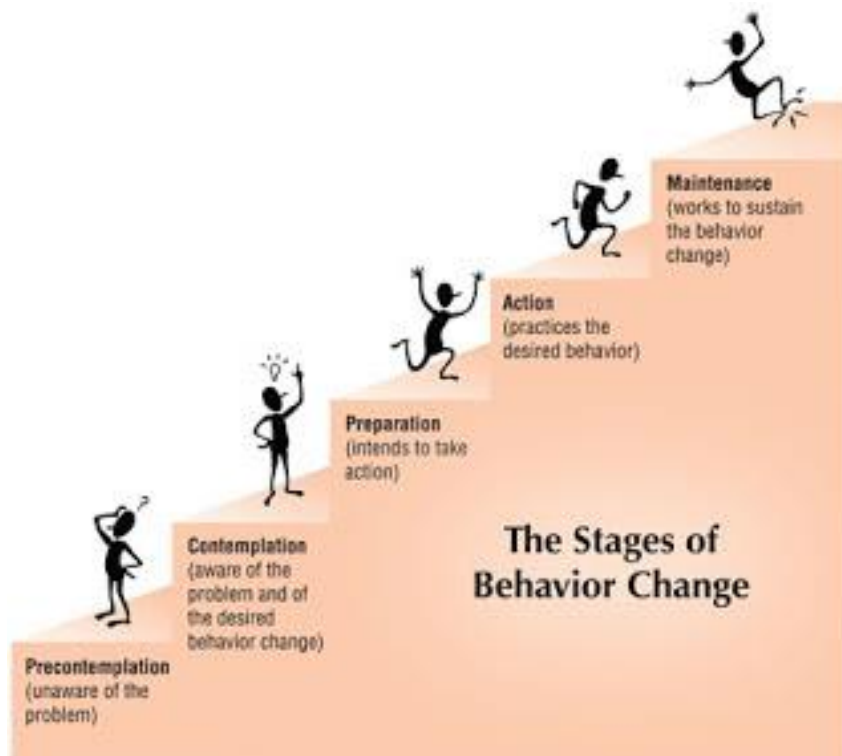 Maintenance
(works to sustain
the behavior
change)
Action
(practices the
desired behavior)
Preparation
(intends to take
action)
Contemplation
(aware of the
problem and of
the desired
behavior change)
Precontemplation
(unaware of the
problem)
The Stages of
Behavior Change